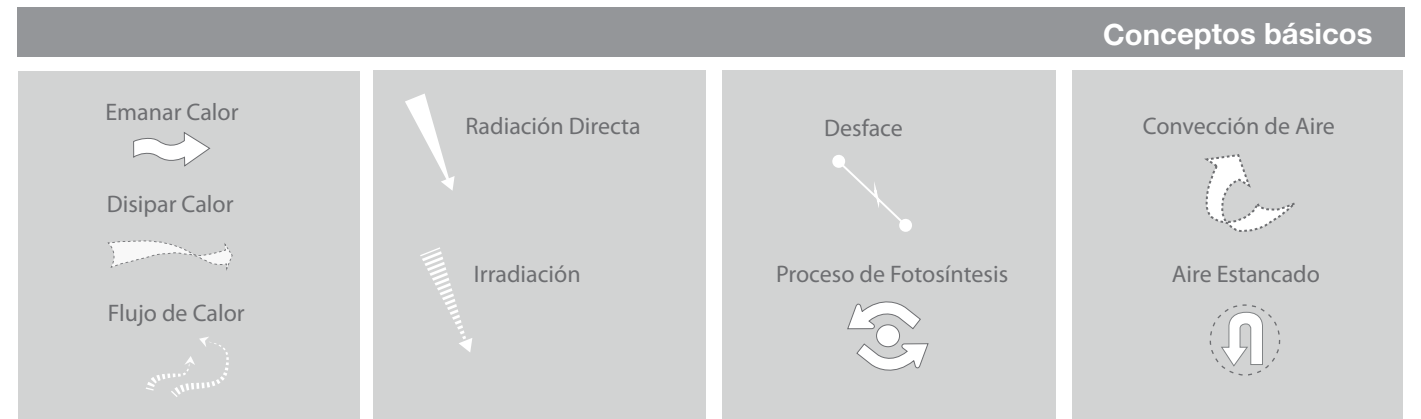 Conceptos básicos
Emanar Calor
Disipar Calor
Flujo de Calor
Radiación Directa
Irradiación
Desface
Proceso de Fotosíntesis
Convección de Aire
Aire Estancado